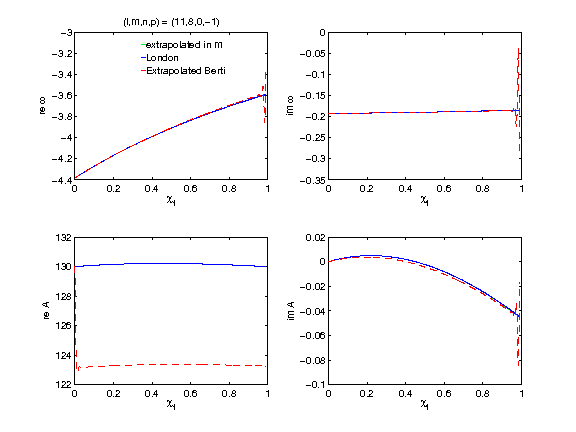 (l,m,n,p) = (11,8,0,−1)
extrapolated in m
London
Extrapolated Berti
re ω
−3
−3.2
−3.4
−3.6
−3.8
−4
−4.2
−4.4
0 0.2 0.4 0.6 0.8 1
χf
im ω
0
−0.05
−0.1
−0.15
−0.2
−0.25
−0.3
−0.35
0 0.2 0.4 0.6 0.8 1
χf
re A
132
130
128
126
124
122
0 0.2 0.4 0.6 0.8 1
χf
im A
0.02
0
−0.02
−0.04
−0.06
−0.08
−0.1
0 0.2 0.4 0.6 0.8 1
χf